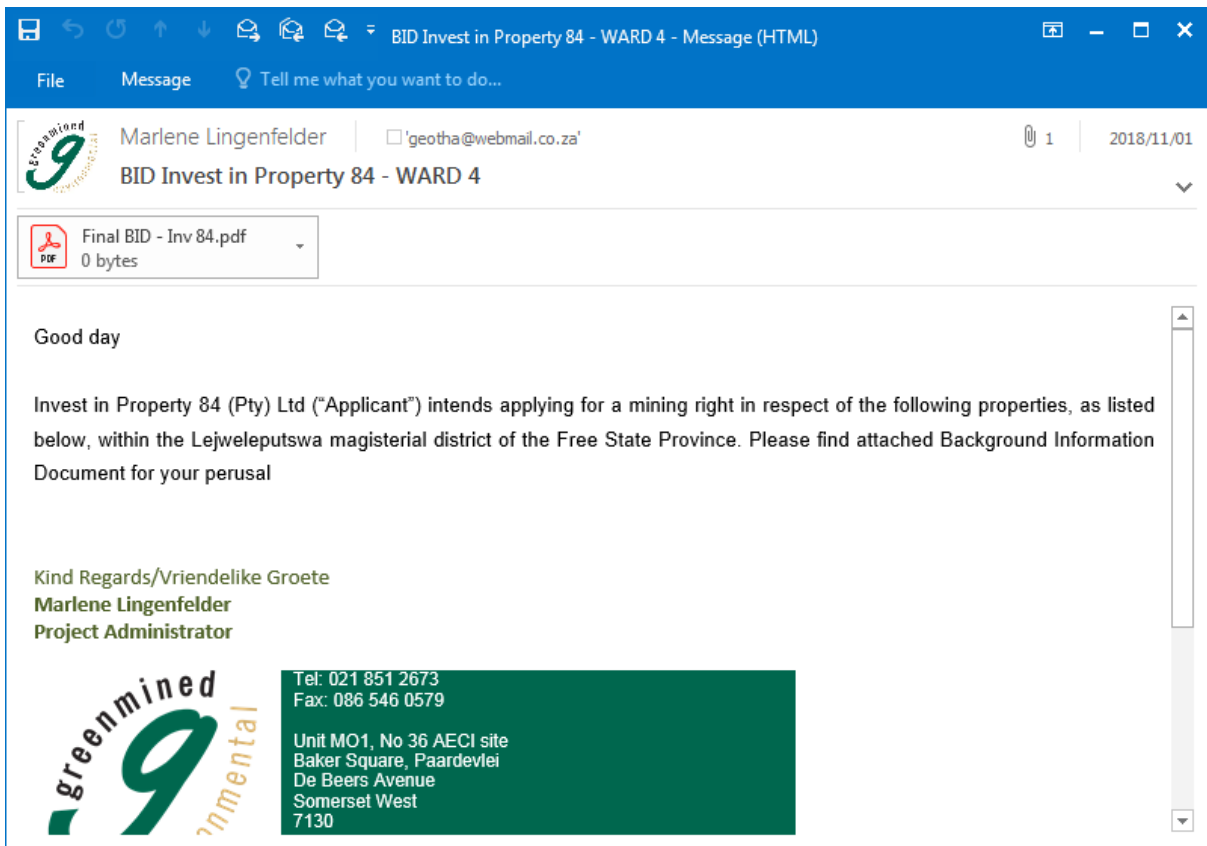 BID Invest in Property 84 - WARD 4 - Message (HTML)
File Message Tell me what you want to do...
greenmined
Marlene Lingenfelder 'geotha@webmail.co.za' 1 2018/11/01
BID Invest in Property 84 - WARD 4
Final BID - Inv 84.pdf
PDF 0 bytes
Good day
Invest in Property 84 (Pty) Ltd (“Applicant”) intends applying for a mining right in respect of the following properties, as listed
below, within the Lejweleputswa magisterial district of the Free State Province. Please find attached Background Information
Document for your perusal
Kind Regards/Vriendelike Groete
Marlene Lingenfelder
Project Administrator
greenmined
onmental
Tel: 021 851 2673
Fax: 086 546 0579
Unit MO1, No 36 AECI site
Baker Square, Paardevlei
De Beers Avenue
Somerset West
7130